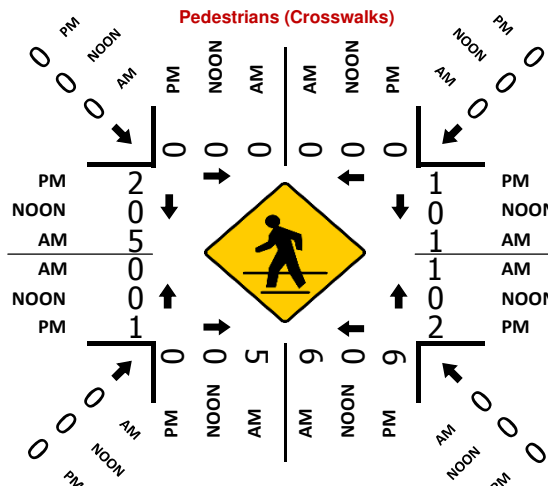 Pedestrians (Crosswalks)
PM NOON AM
0 0 0
PM NOON AM
0 0 0
AM NOON PM
0 0 0
PM NOON AM
0 0 0
PM 2
NOON 0
AM 5
AM 0
NOON 0
PM 1
1 PM
0 NOON
1 AM
1 AM
0 NOON
2 PM
0 0 5
PM NOON AM
6 0 6
AM NOON PM
0 0 0
AM NOON PM
0 0 0
AM NOON PM